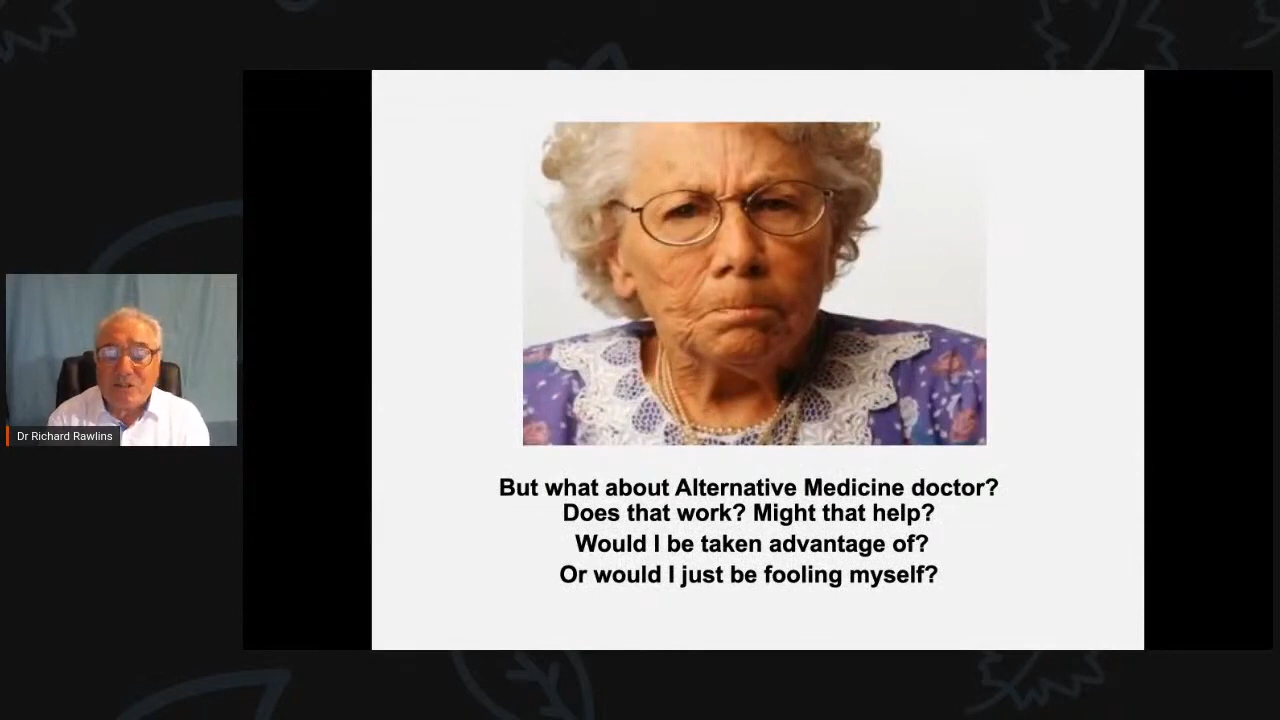 Dr Richard Rawlins
But what about Alternative Medicine doctor?
Does that work? Might that help?
Would I be taken advantage of?
Or would I just be fooling myself?